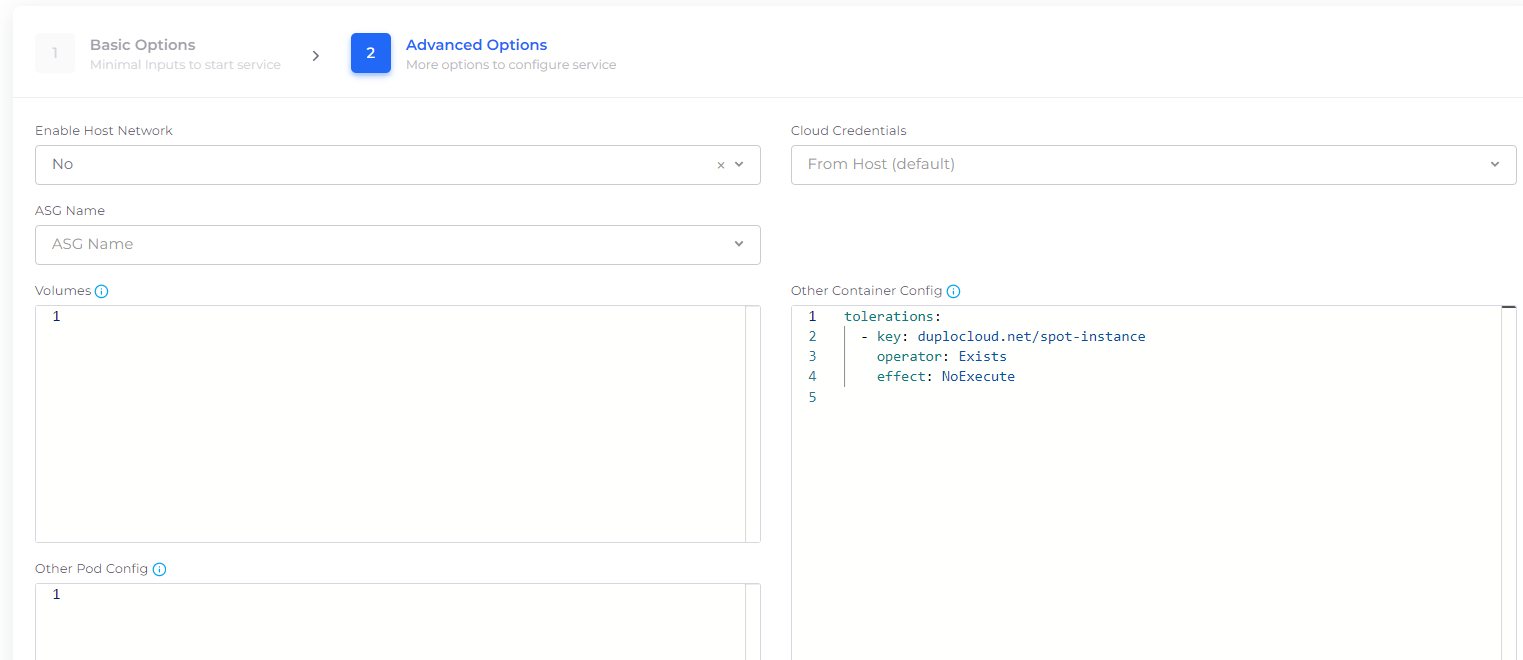 1
Basic Options
Minimal Inputs to start service
2
Advanced Options
More options to configure service
Enable Host Network
No
Cloud Credentials
From Host (default)
ASG Name
ASG Name
Volumes
1
Other Container Config
1 tolerations:
2   - key: duplocloud.net/spot-instance
3     operator: Exists
4     effect: NoExecute
5
Other Pod Config
1